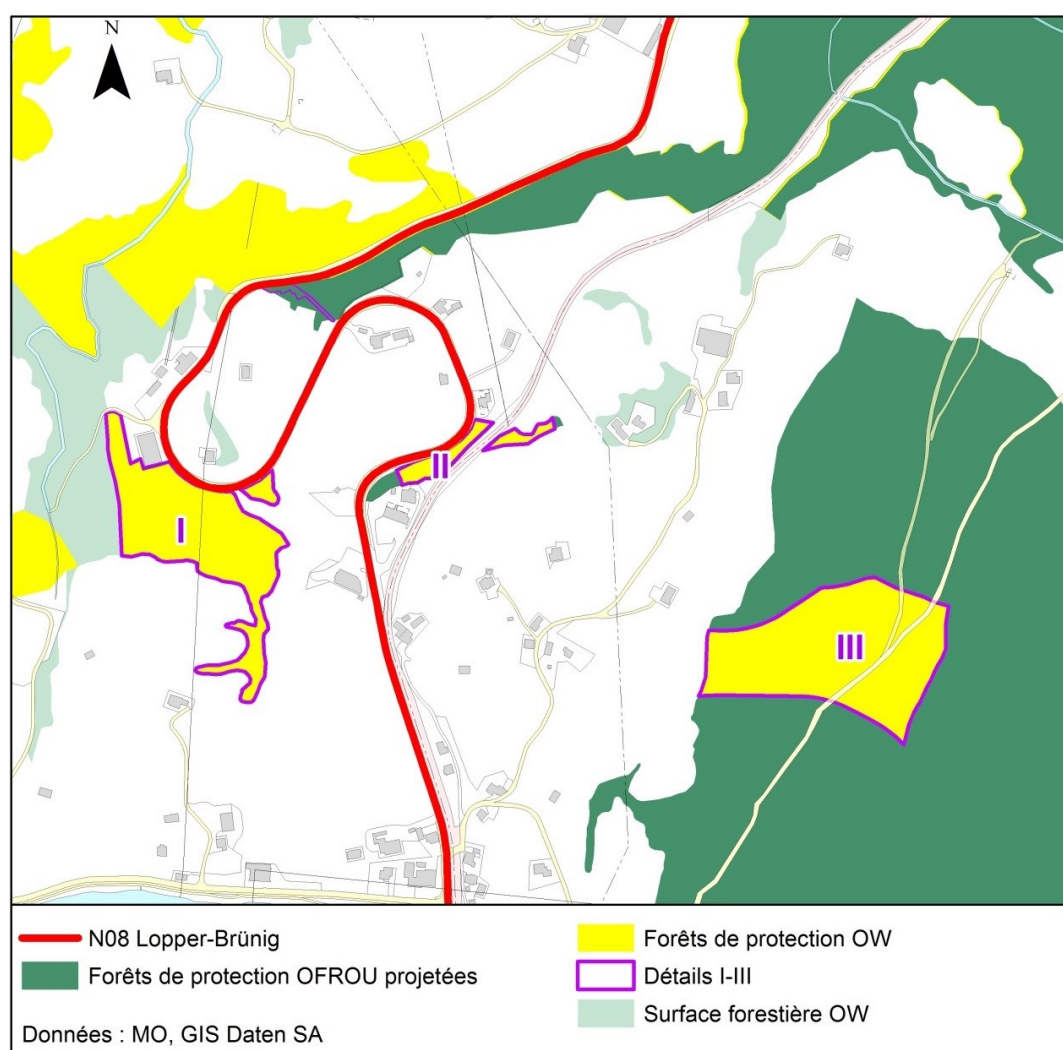 N
II
I
III
N08 Lopper-Brünig
Forêts de protection OFROU projetées
Forêts de protection OW
Détails I-III
Surface forestière OW
Données : MO, GIS Daten SA